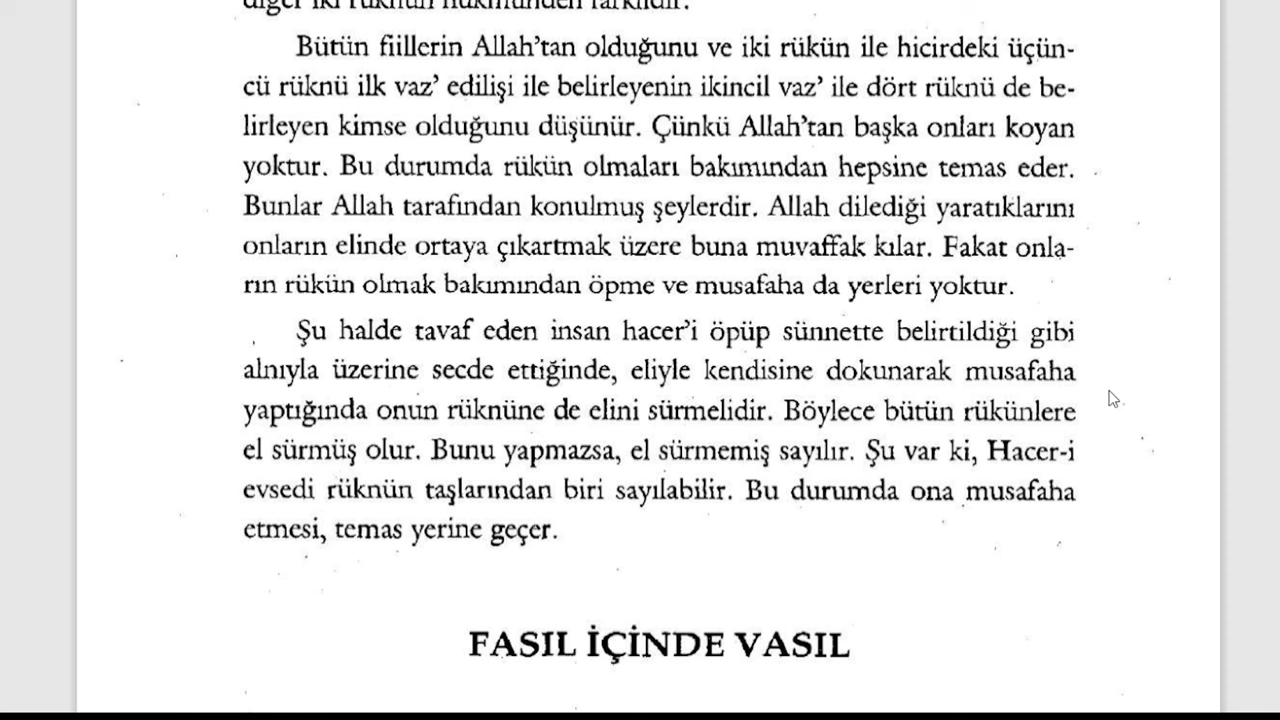 diğer iki rüknün hükmünden farklıdır.
Bütün fiillerin Allah’tan olduğunu ve iki rükün ile hicirdeki üçün-
cü rüknü ilk vaz’ edilişi ile belirleyenin ikincil vaz’ ile dört rüknü de be-
lirleyen kimse olduğunu düşünür. Çünkü Allah’tan başka onları koyan
yoktur. Bu durumda rükün olmaları bakımından hepsine temas eder.
Bunlar Allah tarafından konulmuş şeylerdir. Allah dilediği yaratıklarını
onların elinde ortaya çıkartmak üzere buna muvaffak kılar. Fakat onla-
rın rükün olmak bakımından öpme ve musafaha da yerleri yoktur.
Şu halde tavaf eden insan hacer’i öpüp sünnette belirtildiği gibi
alnıyla üzerine secde ettiğinde, eliyle kendisine dokunarak musafaha
yaptığında onun rüknüne de elini sürmelidir. Böylece bütün rükünlere
el sürmüş olur. Bunu yapmazsa, el sürmemiş sayılır. Şu var ki, Hacer-i
evsedi rüknün taşlarından biri sayılabilir. Bu durumda ona musafaha
etmesi, temas yerine geçer.
FASIL İÇİNDE VASIL